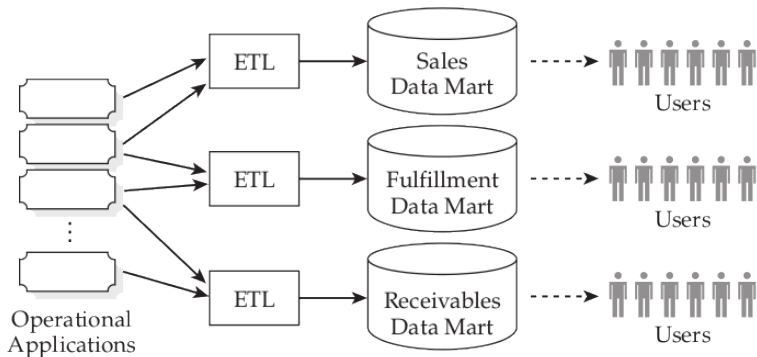 ETL
Sales
Data Mart
Users
ETL
Fulfillment
Data Mart
Users
ETL
Receivables
Data Mart
Users
Operational
Applications